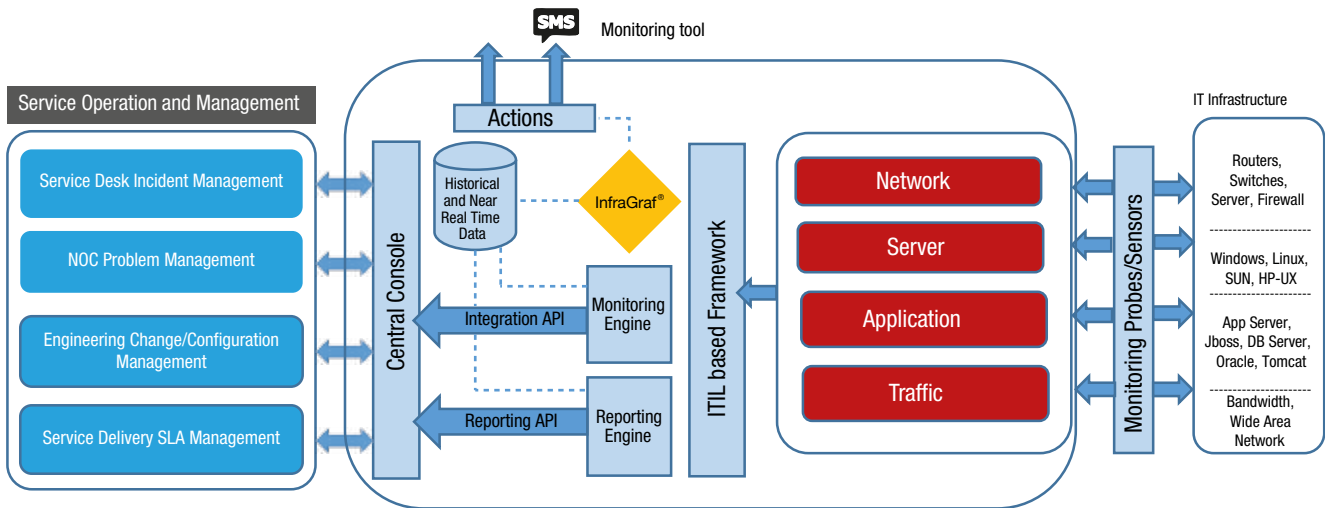 SMS
Monitoring tool
Service Operation and Management
Service Desk Incident Management
NOC Problem Management
Engineering Change/Configuration
Management
Service Delivery SLA Management
Central Console
Actions
Historical
and Near
Real Time
Data
InfraGraf®
Integration API
Monitoring
Engine
Reporting API
Reporting
Engine
ITIL based Framework
Network
Server
Application
Traffic
Monitoring Probes/Sensors
IT Infrastructure
Routers,
Switches,
Server, Firewall
Windows, Linux,
SUN, HP-UX
App Server,
Jboss, DB Server,
Oracle, Tomcat
Bandwidth,
Wide Area
Network